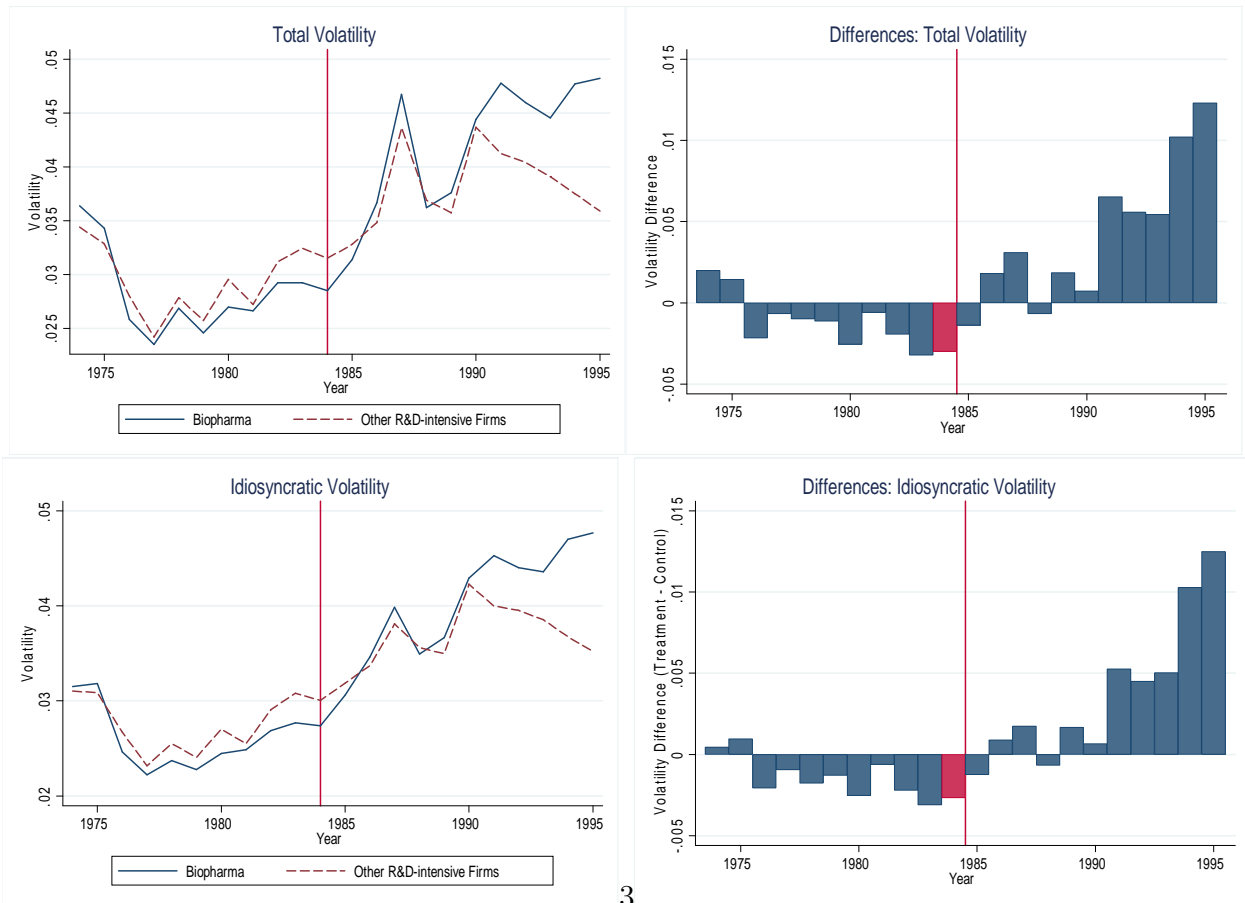 Total Volatility
Volatility
.05
.045
.04
.035
.03
.025
1975 1980 1985 1990 1995
Year
Biopharma Other R&D-intensive Firms
Differences: Total Volatility
Volatility Difference
.015
.01
.005
0
-.005
1975 1980 1985 1990 1995
Year
Idiosyncratic Volatility
Volatility
.05
.04
.03
.02
1975 1980 1985 1990 1995
Year
Biopharma Other R&D-intensive Firms
Differences: Idiosyncratic Volatility
Volatility Difference (Treatment - Control)
.015
.01
.005
0
-.005
1975 1980 1985 1990 1995
Year
3